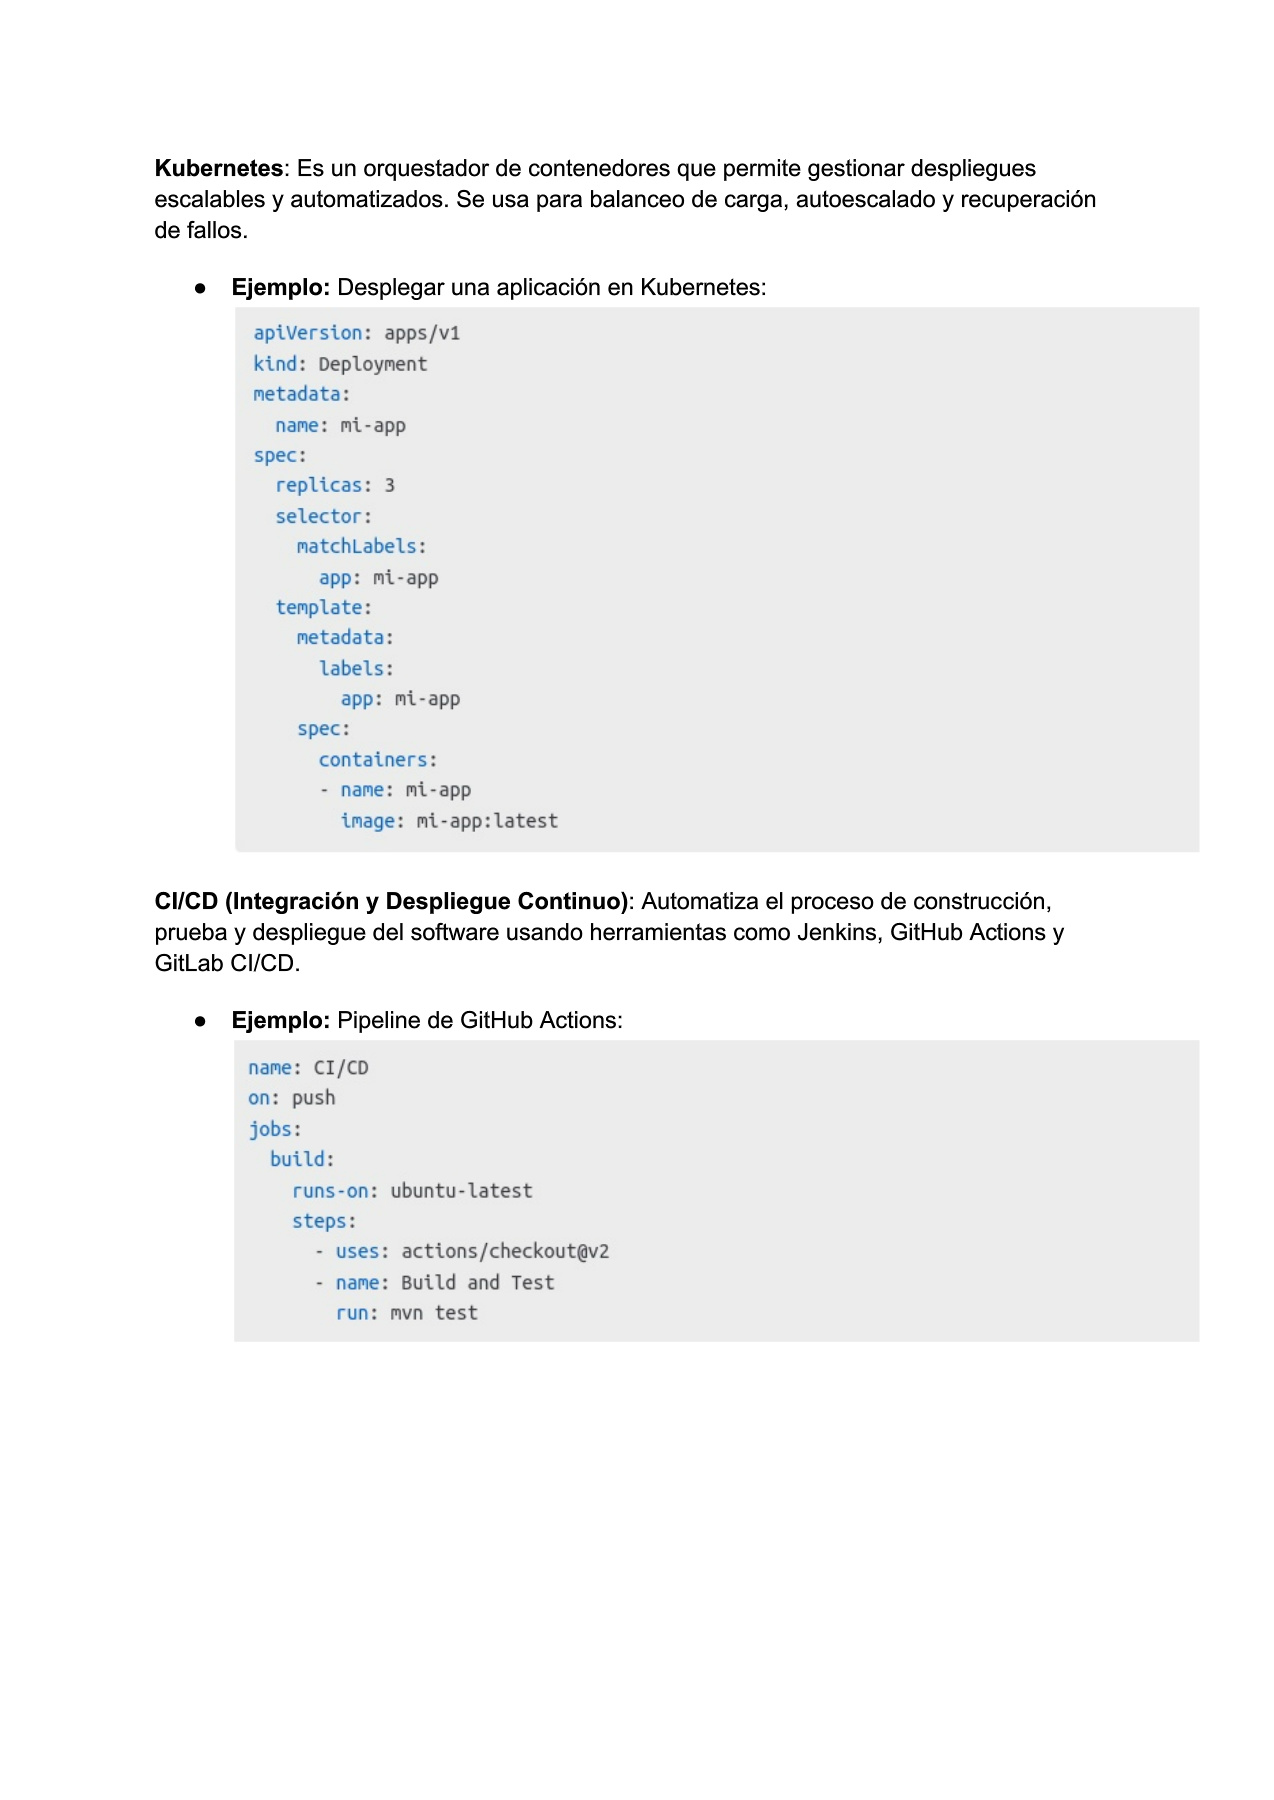 Kubernetes: Es un orquestador de contenedores que permite gestionar despliegues
escalables y automatizados. Se usa para balanceo de carga, autoescalado y recuperación
de fallos.
● Ejemplo: Desplegar una aplicación en Kubernetes:
apiVersion: apps/v1
kind: Deployment
metadata:
  name: mi-app
spec:
  replicas: 3
  selector:
    matchLabels:
      app: mi-app
  template:
    metadata:
      labels:
        app: mi-app
    spec:
      containers:
      - name: mi-app
        image: mi-app:latest
CI/CD (Integración y Despliegue Continuo): Automatiza el proceso de construcción,
prueba y despliegue del software usando herramientas como Jenkins, GitHub Actions y
GitLab CI/CD.
● Ejemplo: Pipeline de GitHub Actions:
name: CI/CD
on: push
jobs:
  build:
    runs-on: ubuntu-latest
    steps:
      - uses: actions/checkout@v2
      - name: Build and Test
        run: mvn test